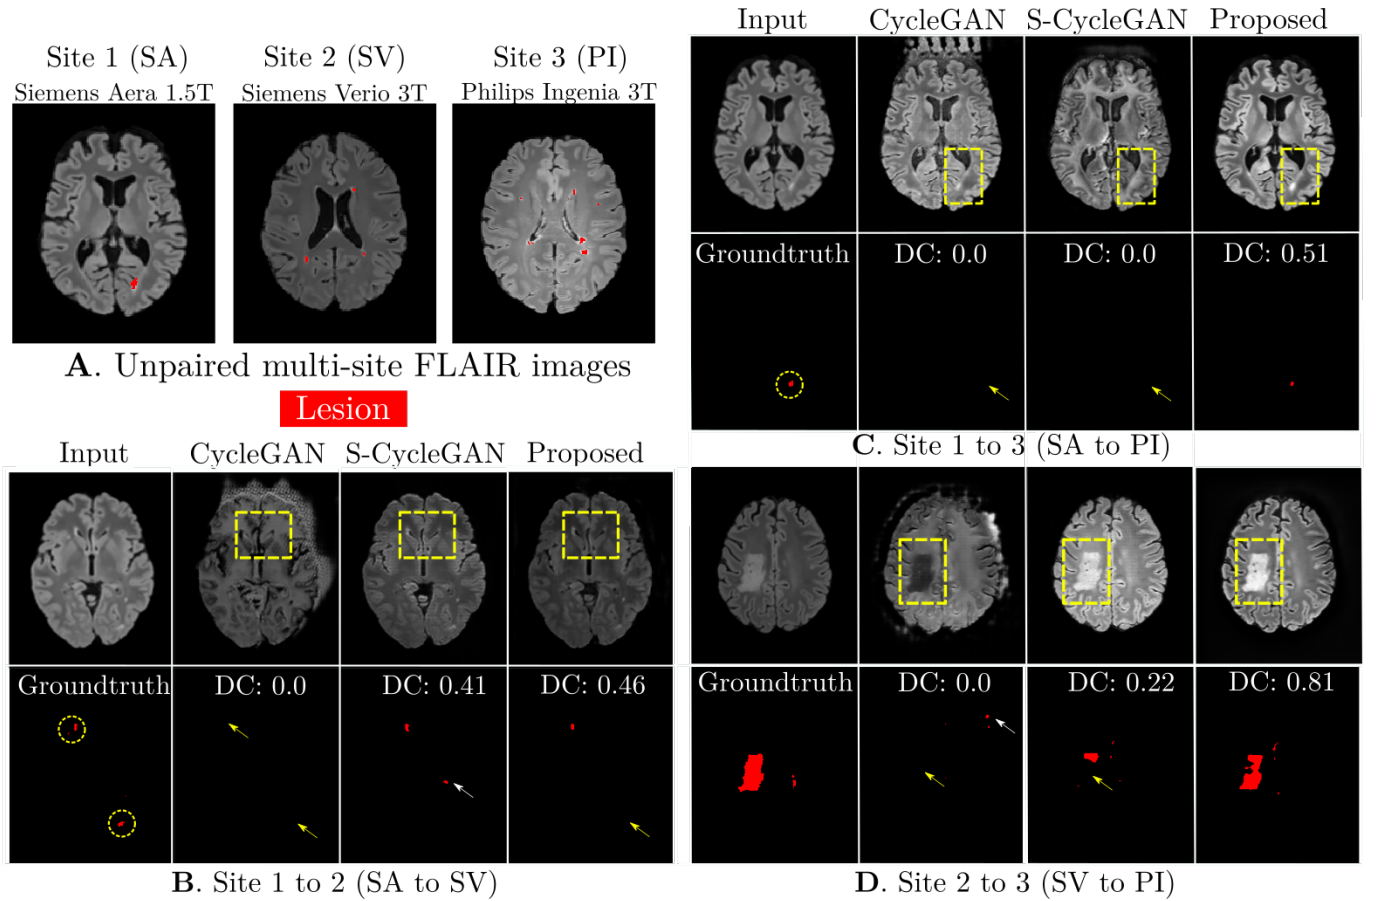 Site 1 (SA)
Siemens Aera 1.5T
Site 2 (SV)
Siemens Verio 3T
Site 3 (PI)
Philips Ingenia 3T
A. Unpaired multi-site FLAIR images
Lesion
Input CycleGAN S-CycleGAN Proposed
Groundtruth DC: 0.0 DC: 0.41 DC: 0.46
B. Site 1 to 2 (SA to SV)
Input CycleGAN S-CycleGAN Proposed
Groundtruth DC: 0.0 DC: 0.0 DC: 0.51
C. Site 1 to 3 (SA to PI)
Groundtruth DC: 0.0 DC: 0.22 DC: 0.81
D. Site 2 to 3 (SV to PI)